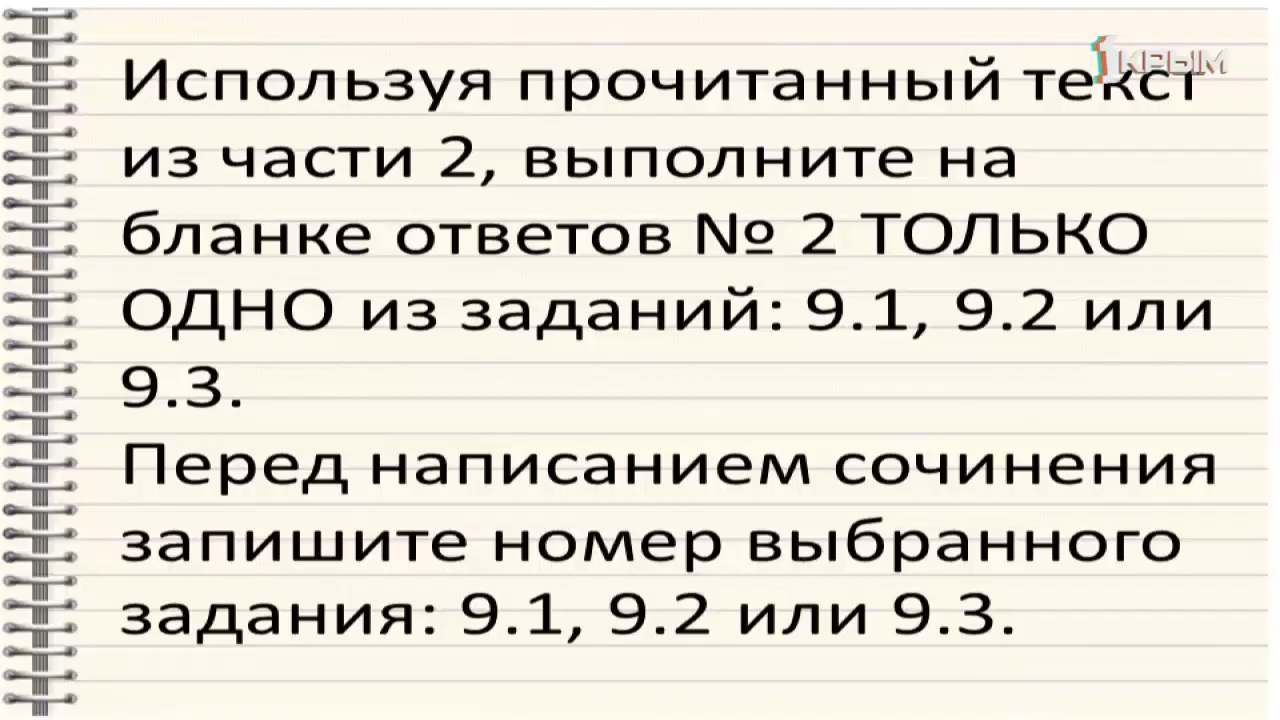 1КРЫМ
Используя прочитанный текст
из части 2, выполните на
бланке ответов № 2 ТОЛЬКО
ОДНО из заданий: 9.1, 9.2 или
9.3.
Перед написанием сочинения
запишите номер выбранного
задания: 9.1, 9.2 или 9.3.